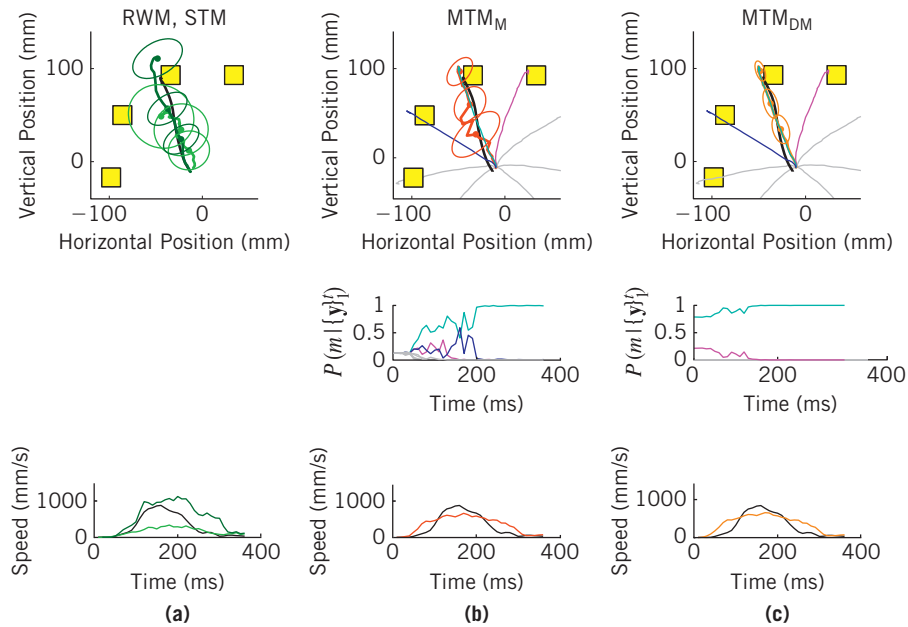 RWM, STM
MTM_M
MTM_DM
Vertical Position (mm)
100
0
−100
0
Horizontal Position (mm)
Vertical Position (mm)
100
0
−100
0
Horizontal Position (mm)
Vertical Position (mm)
100
0
−100
0
Horizontal Position (mm)
P(m | {y}₁ᵗ)
1
0.5
0
0
200
400
Time (ms)
P(m | {y}₁ᵗ)
1
0.5
0
0
200
400
Time (ms)
Speed (mm/s)
1000
0
0
200
400
Time (ms)
Speed (mm/s)
1000
0
0
200
400
Time (ms)
Speed (mm/s)
1000
0
0
200
400
Time (ms)
(a)
(b)
(c)